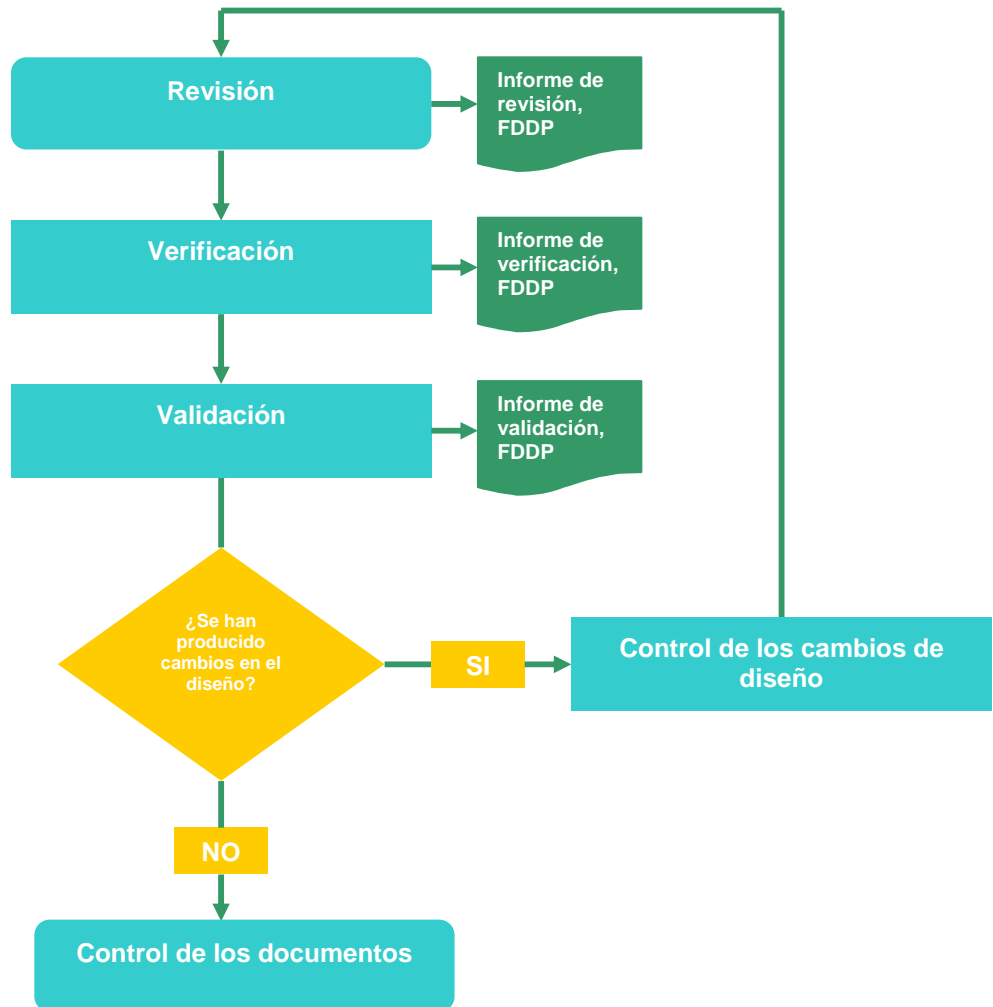 Revisión
Informe de
revisión,
FDDP
Verificación
Informe de
verificación,
FDDP
Validación
Informe de
validación,
FDDP
¿Se han
producido
cambios en el
diseño?
SI
Control de los cambios de
diseño
NO
Control de los documentos